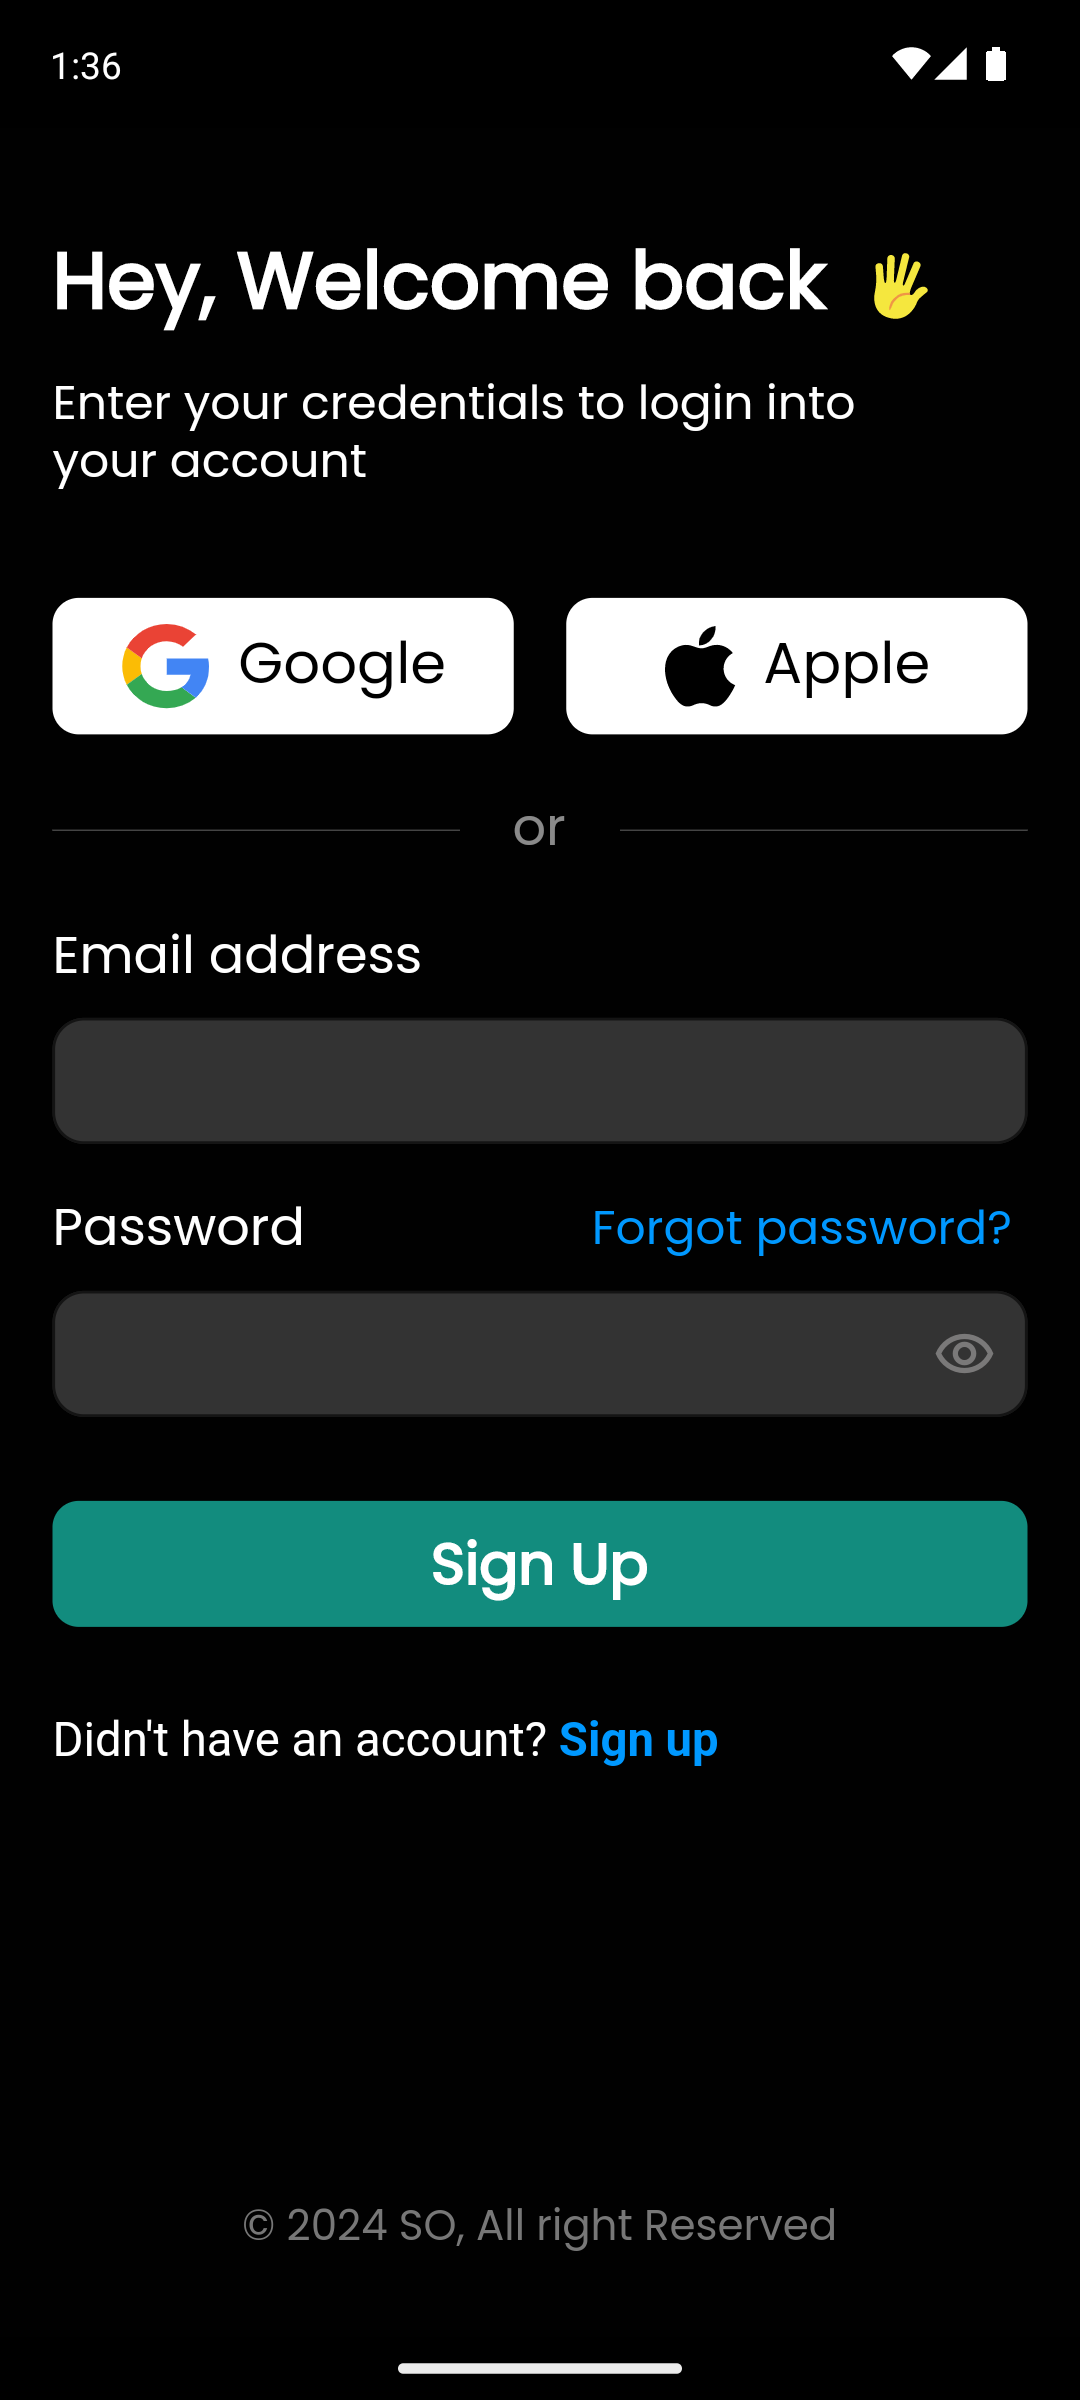 1:36
Hey, Welcome back 🖐
Enter your credentials to login into
your account
Google
Apple
or
Email address
Password
Forgot password?
Sign Up
Didn't have an account? Sign up
© 2024 SO, All right Reserved